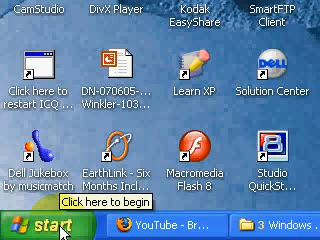 CamStudio
DivX Player
Kodak
EasyShare
SmartFTP
Client
Click here to
restart ICQ ...
DN-070605-...
Winkler-103...
Learn XP
Solution Center
DELL
Dell Jukebox
by musicmatch
EarthLink - Six
Months Incl...
Macromedia
Flash 8
8
Studio
QuickSt...
Click here to begin
start
YouTube - Br...
3 Windows